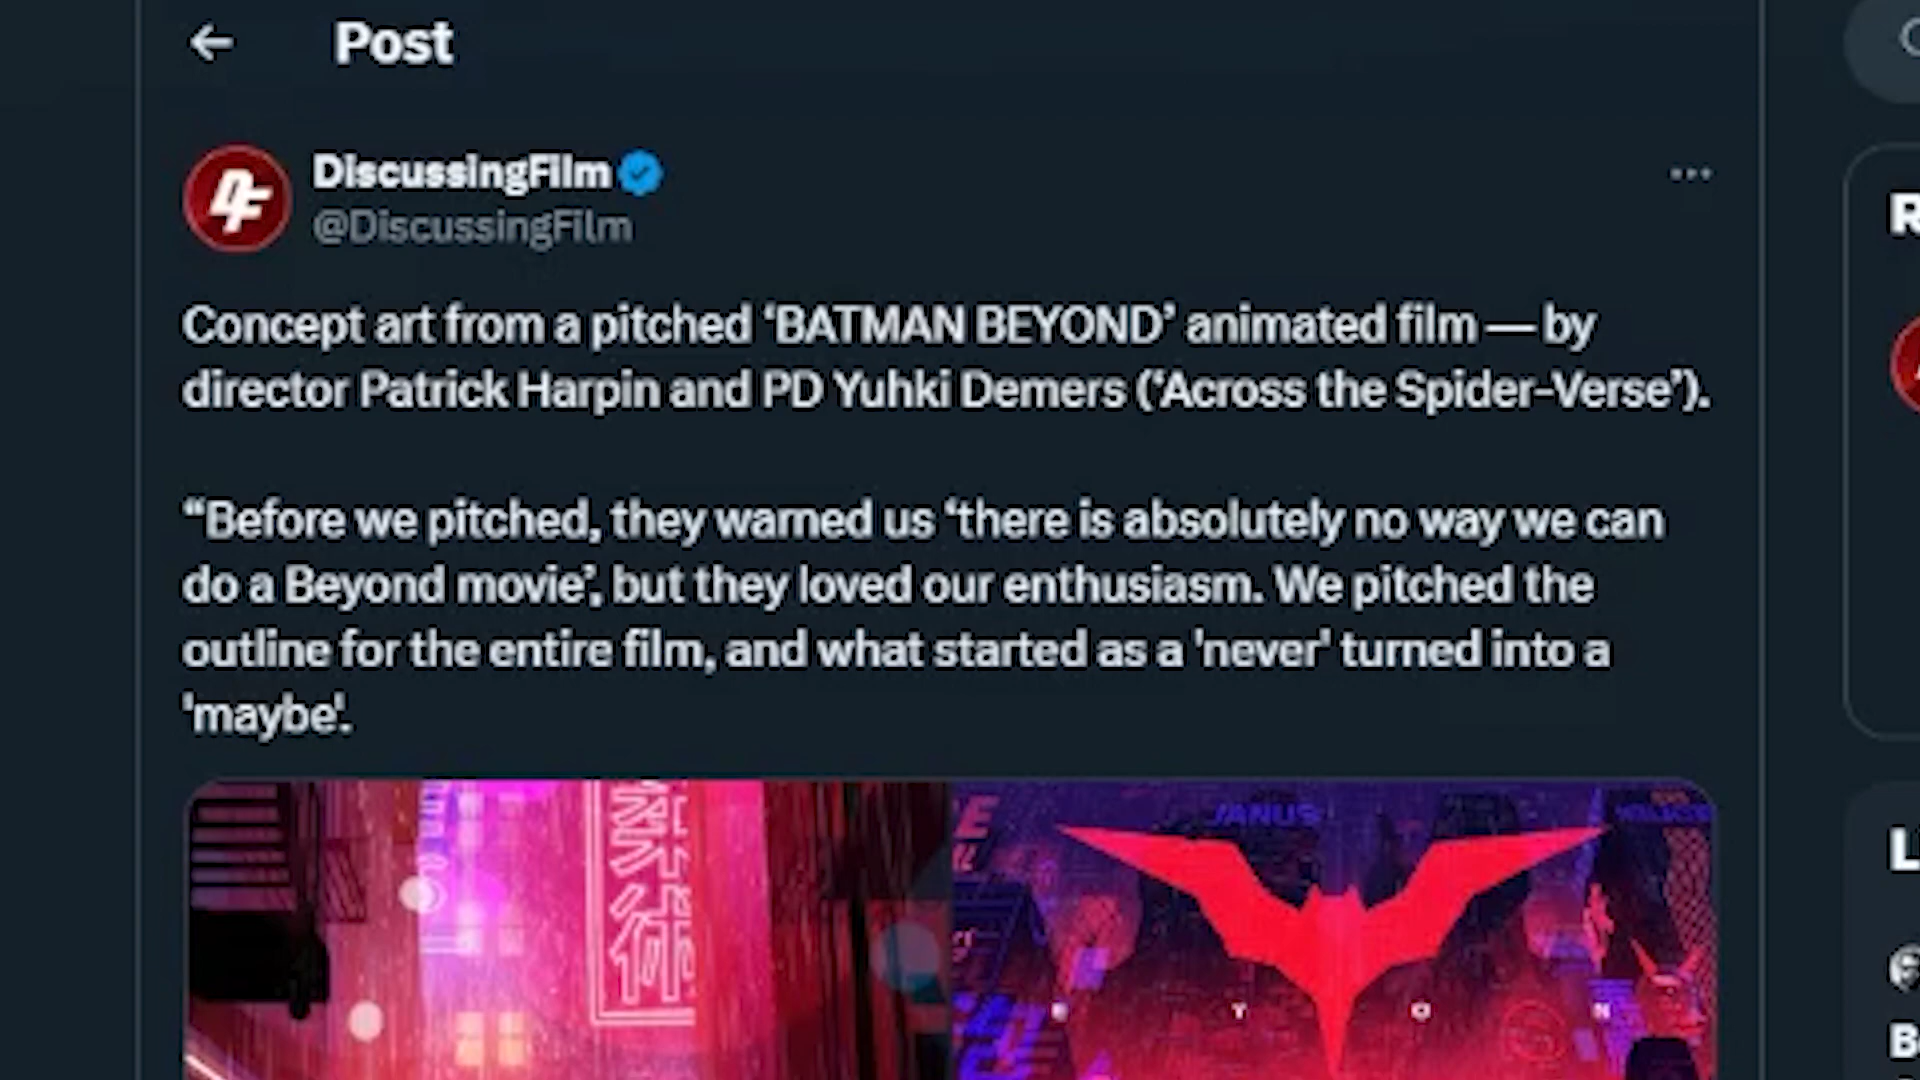 Post
DiscussingFilm
@DiscussingFilm
Concept art from a pitched ‘BATMAN BEYOND’ animated film — by
director Patrick Harpin and PD Yuhki Demers (‘Across the Spider-Verse’).
“Before we pitched, they warned us ‘there is absolutely no way we can
do a Beyond movie’, but they loved our enthusiasm. We pitched the
outline for the entire film, and what started as a 'never' turned into a
'maybe'.
JANUS
E Y O N